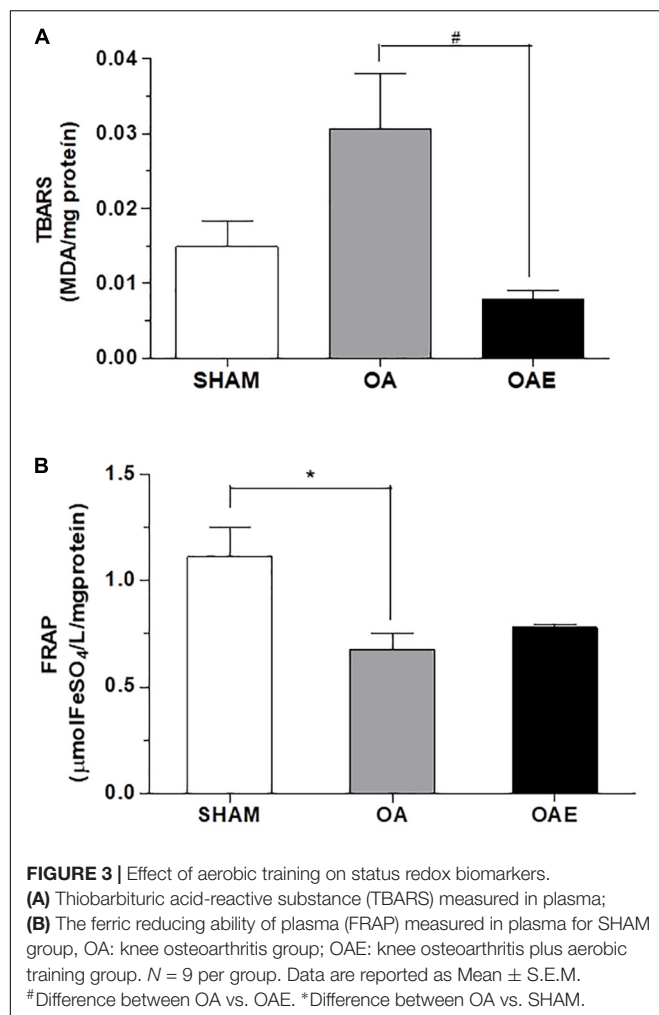 A
#
0.04
0.03
0.02
0.01
0.00
TBARS
(MDA/mg protein)
SHAM OA OAE
B
*
1.5
1.0
0.5
0.0
FRAP
(µmolFeSO₄/L/mgprotein)
SHAM OA OAE
FIGURE 3 | Effect of aerobic training on status redox biomarkers.
(A) Thiobarbituric acid-reactive substance (TBARS) measured in plasma;
(B) The ferric reducing ability of plasma (FRAP) measured in plasma for SHAM
group, OA: knee osteoarthritis group; OAE: knee osteoarthritis plus aerobic
training group. N = 9 per group. Data are reported as Mean ± S.E.M.
#Difference between OA vs. OAE. *Difference between OA vs. SHAM.